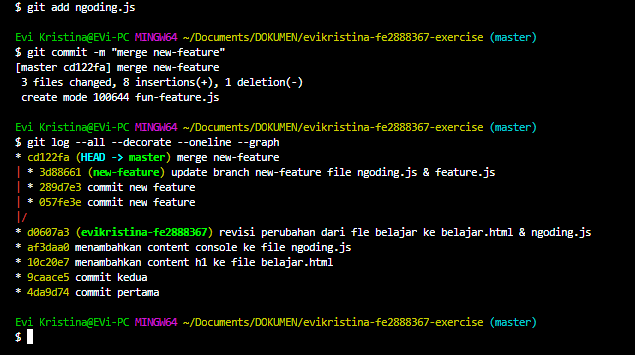 $ git add ngoding.js
Evi Kristina@EVi-PC MINGW64 ~/Documents/DOKUMEN/evikristina-fe2888367-exercise (master)
$ git commit -m "merge new-feature"
[master cd122fa] merge new-feature
 3 files changed, 8 insertions(+), 1 deletion(-)
 create mode 100644 fun-feature.js
Evi Kristina@EVi-PC MINGW64 ~/Documents/DOKUMEN/evikristina-fe2888367-exercise (master)
$ git log --all --decorate --oneline --graph
* cd122fa (HEAD -> master) merge new-feature
| * 3d88661 (new-feature) update branch new-feature file ngoding.js & feature.js
| * 289d7e3 commit new feature
| * 057fe3e commit new feature
|/
* d0607a3 (evikristina-fe2888367) revisi perubahan dari fle belajar ke belajar.html & ngoding.js
* af3daa0 menambahkan content console ke file ngoding.js
* 10c20e7 menambahkan content h1 ke file belajar.html
* 9caace5 commit kedua
* 4da9d74 commit pertama
Evi Kristina@EVi-PC MINGW64 ~/Documents/DOKUMEN/evikristina-fe2888367-exercise (master)
$